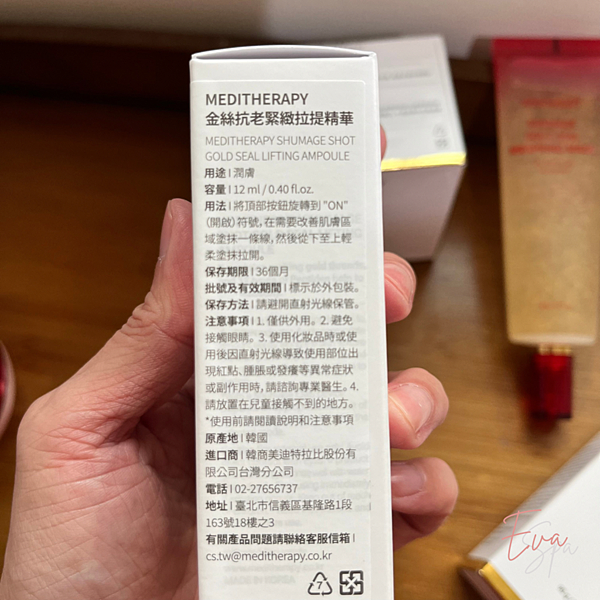 MEDITHERAPY
金絲抗老緊緻拉提精華
MEDITHERAPY SHUMAGE SHOT
GOLD SEAL LIFTING AMPOULE
用途 | 潤膚
容量 | 12 ml / 0.40 fl.oz.
用法 | 將頂部按鈕旋轉到 "ON"
(開啟) 符號，在需要改善肌膚區
域塗抹一條線，然後從下至上輕
柔塗抹拉開。
保存期限 | 36個月
批號及有效期間 | 標示於外包裝。
保存方法 | 請避開直射光線保管。
注意事項 | 1. 僅供外用。2. 避免
接觸眼睛。3. 使用化妝品時或使
用後因直射光線導致使用部位出
現紅點、腫脹或發癢等異常症狀
或副作用時，請諮詢專業醫生。4.
請放置在兒童接觸不到的地方。
*使用前請閱讀說明和注意事項
原產地 | 韓國
進口商 | 韓商美迪特拉比股份有
限公司台灣分公司
電話 | 02-27656737
地址 | 臺北市信義區基隆路1段
163號18樓之3
有關產品問題請聯絡客服信箱 |
cs.tw@meditherapy.co.kr
7
Eva
Spa